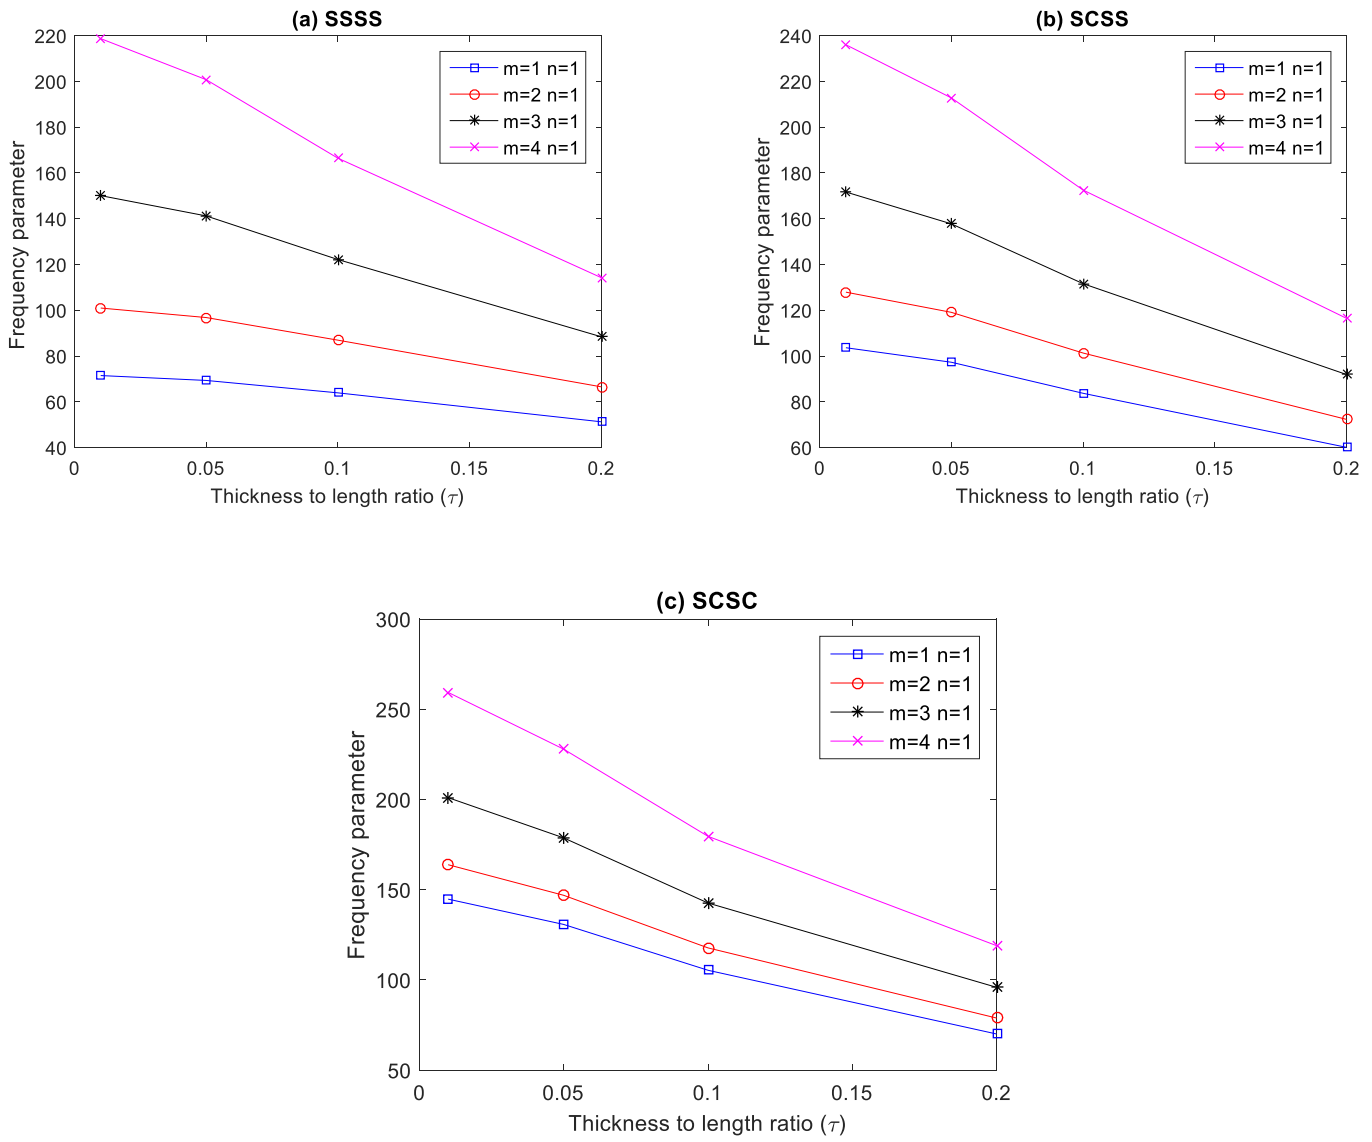 (a) SSSS
220
200
180
160
140
120
100
80
60
40
0
0.05
0.1
0.15
0.2
Frequency parameter
Thickness to length ratio (τ)
m=1 n=1
m=2 n=1
m=3 n=1
m=4 n=1
(b) SCSS
240
220
200
180
160
140
120
100
80
60
0
0.05
0.1
0.15
0.2
Frequency parameter
Thickness to length ratio (τ)
m=1 n=1
m=2 n=1
m=3 n=1
m=4 n=1
(c) SCSC
300
250
200
150
100
50
0
0.05
0.1
0.15
0.2
Frequency parameter
Thickness to length ratio (τ)
m=1 n=1
m=2 n=1
m=3 n=1
m=4 n=1